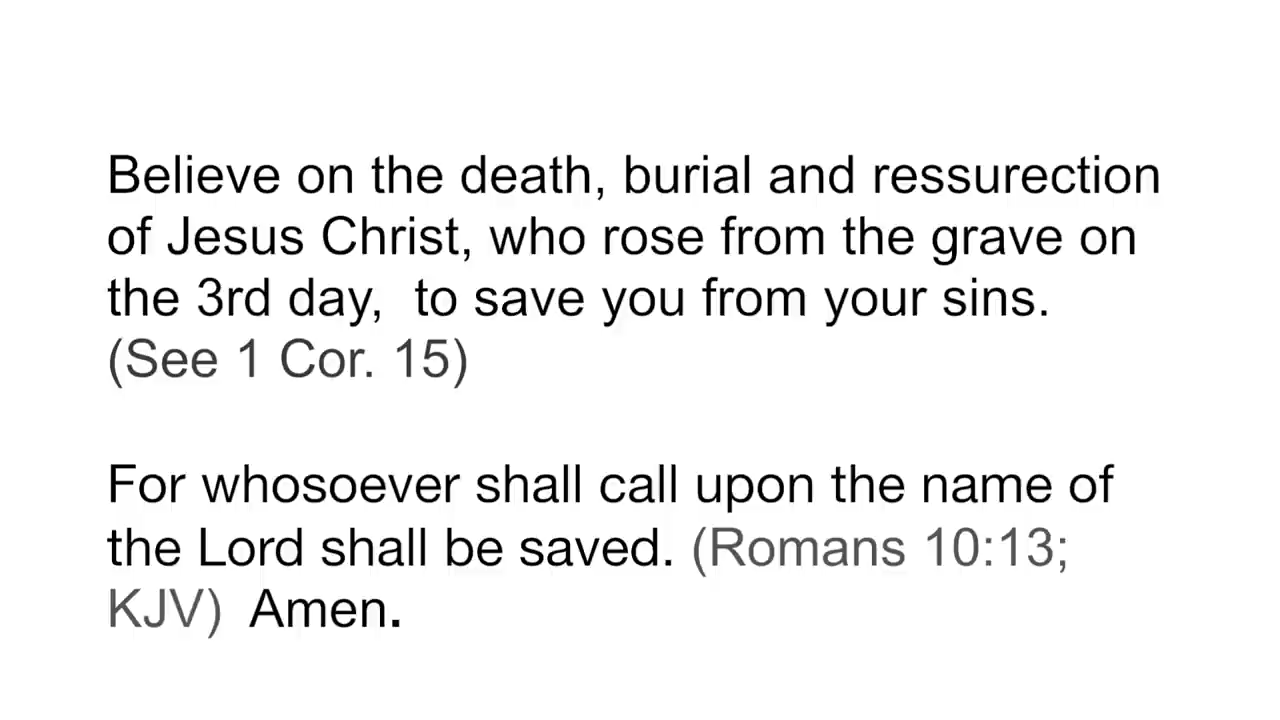 Believe on the death, burial and ressurection
of Jesus Christ, who rose from the grave on
the 3rd day,  to save you from your sins.
(See 1 Cor. 15)
For whosoever shall call upon the name of
the Lord shall be saved. (Romans 10:13;
KJV)  Amen.